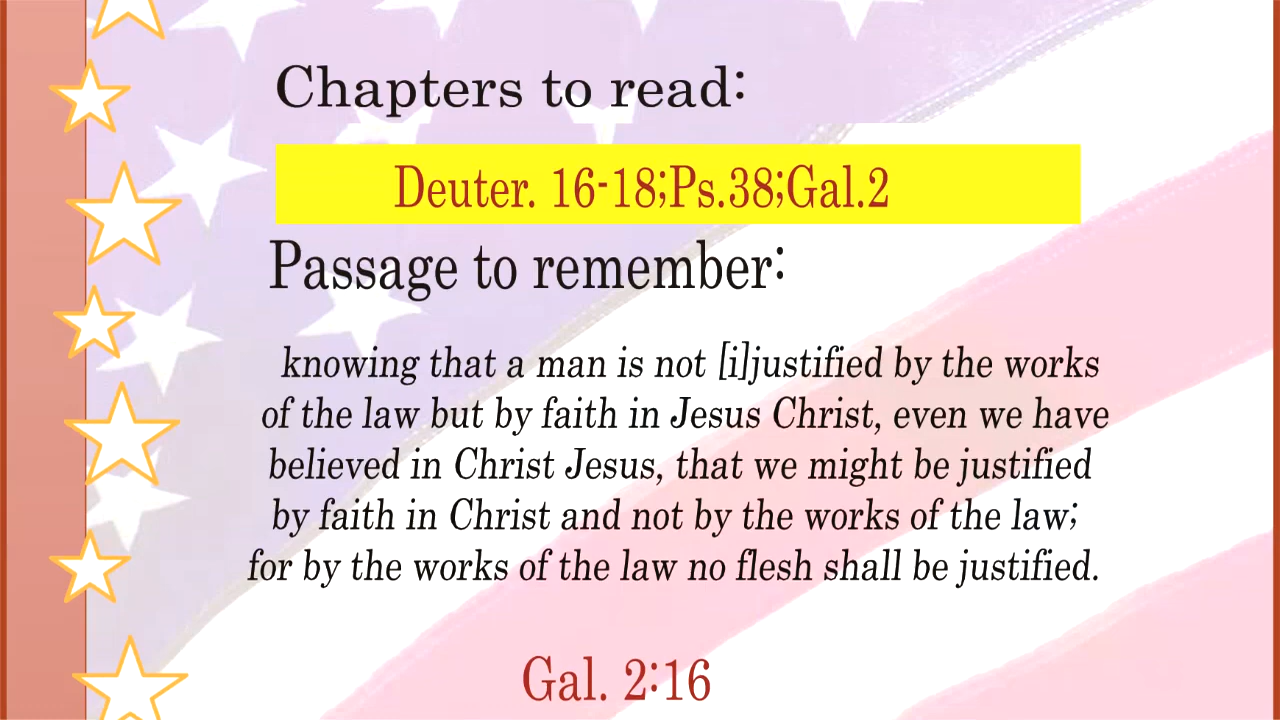 Chapters to read:
Deuter. 16-18;Ps.38;Gal.2
Passage to remember:
knowing that a man is not [i]justified by the works
of the law but by faith in Jesus Christ, even we have
believed in Christ Jesus, that we might be justified
by faith in Christ and not by the works of the law;
for by the works of the law no flesh shall be justified.
Gal. 2:16